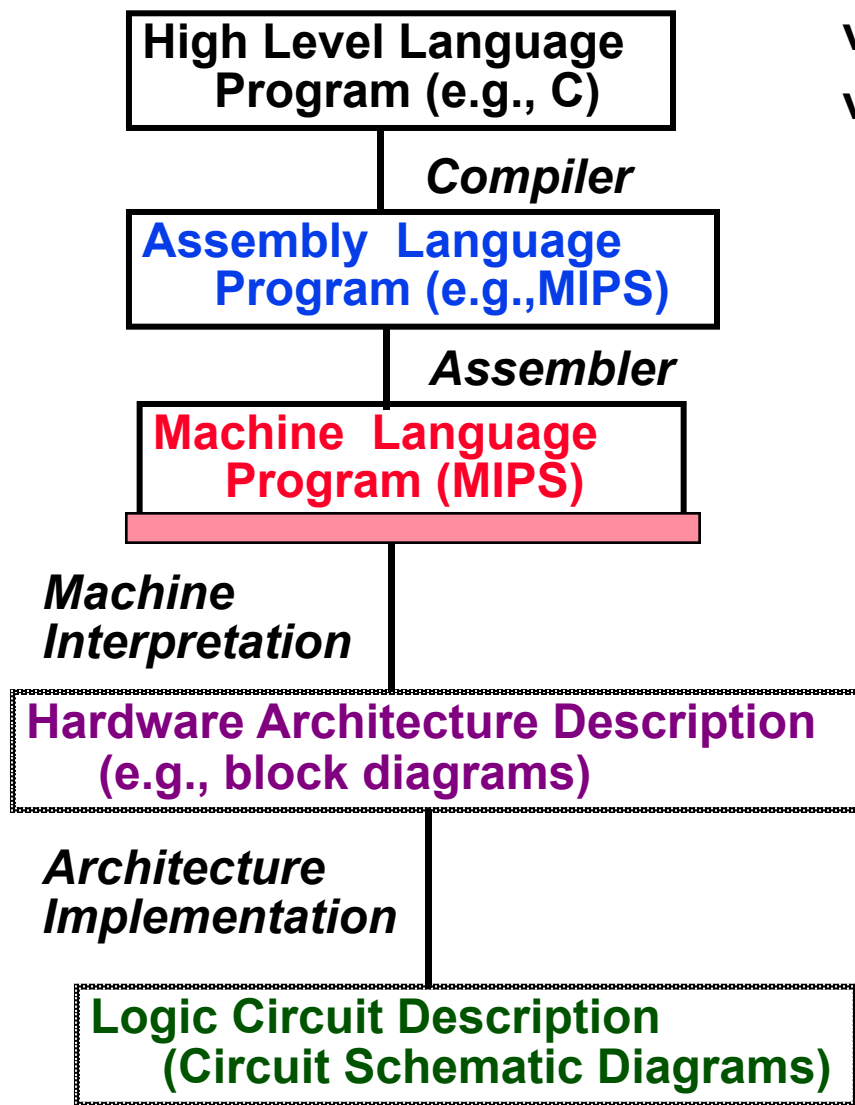 High Level Language
Program (e.g., C)
Compiler
Assembly Language
Program (e.g.,MIPS)
Assembler
Machine Language
Program (MIPS)
Machine
Interpretation
Hardware Architecture Description
(e.g., block diagrams)
Architecture
Implementation
Logic Circuit Description
(Circuit Schematic Diagrams)